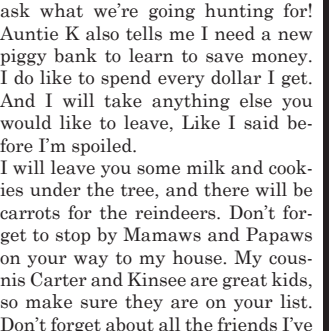 ask what we're going hunting for!
Auntie K also tells me I need a new
piggy bank to learn to save money.
I do like to spend every dollar I get.
And I will take anything else you
would like to leave, Like I said be-
fore I'm spoiled.
I will leave you some milk and cook-
ies under the tree, and there will be
carrots for the reindeers. Don't for-
get to stop by Mamaws and Papaws
on your way to my house. My cous-
nis Carter and Kinsee are great kids,
so make sure they are on your list.
Don't forget about all the friends I've